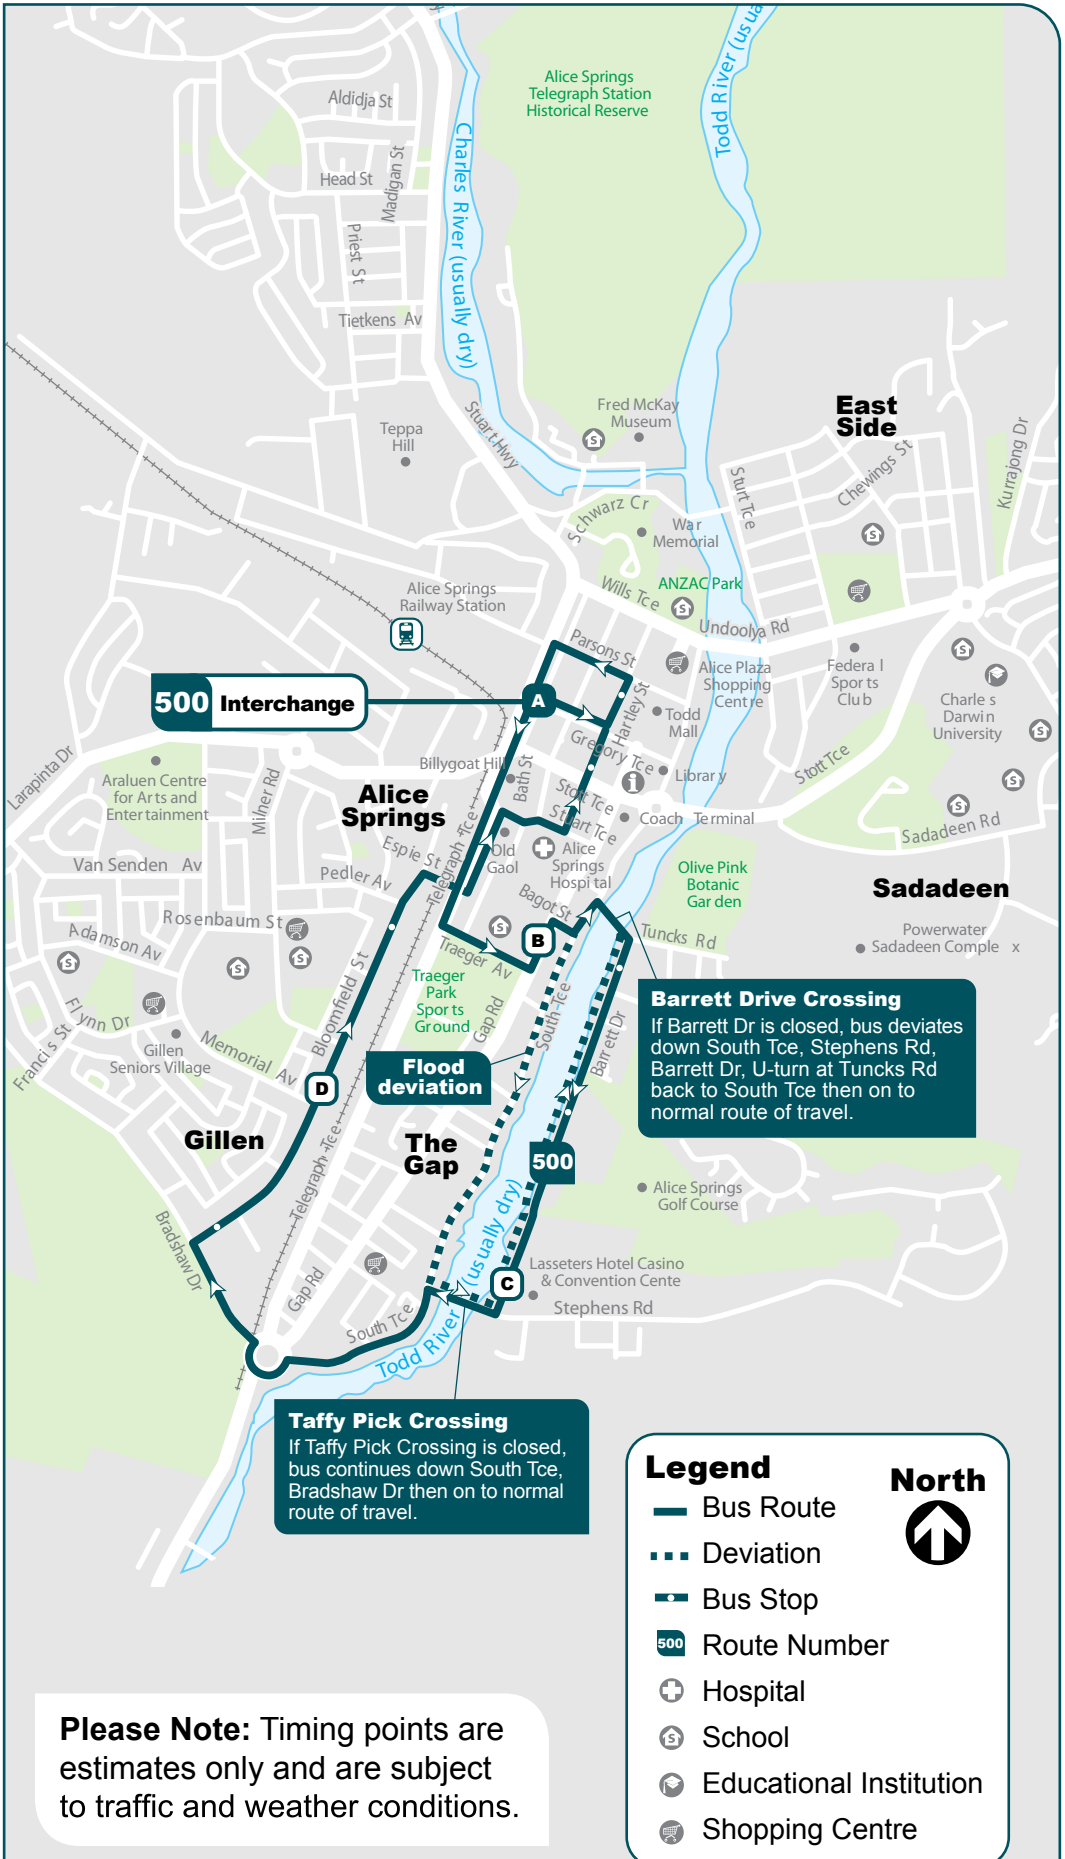 Alice Springs
Telegraph Station
Historical Reserve
Todd River (usua
Charles River (usually dry)
Aldidja St
Head St
Madigan St
Priest St
Tietkens Av
Stuart Hwy
Teppa
Hill
Fred McKay
Museum
East
Side
Chewings St
Kurrajong Dr
Sturt Tce
Schwarz Cr
War
Memorial
ANZAC Park
Wills Tce
Undoolya Rd
Alice Springs
Railway Station
Parsons St
Alice Plaza
Shopping
Centre
Federa l
Spor ts
Club
Charle s
Darwin
University
500 Interchange
A
Hartley St
Todd
Mall
Gregory Tce
Library
Stott Tce
Larapinta Dr
Araluen Centre
for Arts and
Entertainment
Milner Rd
Billygoat Hill
Bath St
Alice
Springs
Stott Tce
Stuart Tce
Coach Terminal
Sadadeen Rd
Espie St
Telegraph Tce
Old
Gaol
Alice
Springs
Hospi tal
Van Senden Av
Pedler Av
Olive Pink
Botanic
Gar den
Sadadeen
Bagot St
Rosenbaum St
Adamson Av
B
Tuncks Rd
Powerwater
Sadadeen Comple x
Traeger Av
Traeger
Park
Spor ts
Ground
Gap Rd
South Tce
Barrett Dr
Barrett Drive Crossing
If Barrett Dr is closed, bus deviates
down South Tce, Stephens Rd,
Barrett Dr, U-turn at Tuncks Rd
back to South Tce then on to
normal route of travel.
Flynn Dr
Francis St
Gillen
Seniors Village
Memorial Av
Bloomfield St
Flood
deviation
D
Gillen
The
Gap
500
Telegraph Tce
Alice Springs
Golf Course
Bradshaw Dr
Gap Rd
South Tce
Todd River (usually dry)
C
Lasseters Hotel Casino
& Convention Cente
Stephens Rd
Taffy Pick Crossing
If Taffy Pick Crossing is closed,
bus continues down South Tce,
Bradshaw Dr then on to normal
route of travel.
Legend
North
Bus Route
Deviation
Bus Stop
500 Route Number
Hospital
School
Educational Institution
Shopping Centre
Please Note: Timing points are
estimates only and are subject
to traffic and weather conditions.